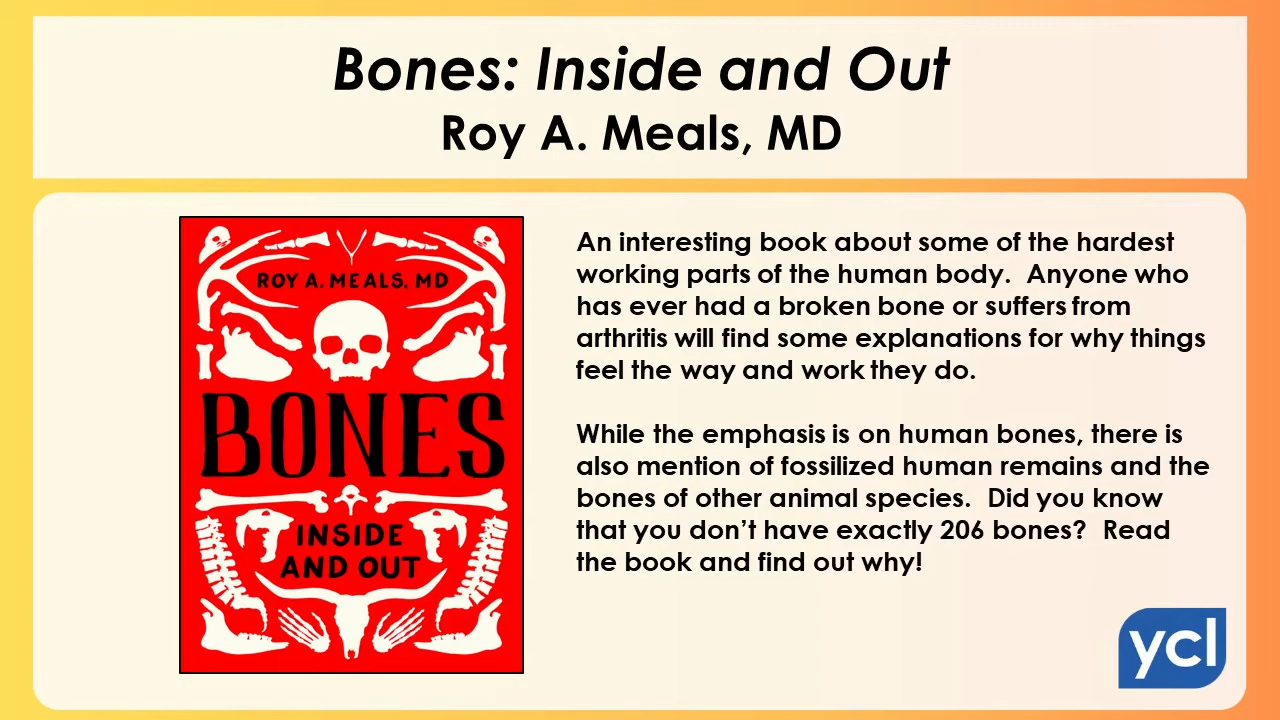 Bones: Inside and Out
Roy A. Meals, MD
ROY A. MEALS, MD
BONES
INSIDE
AND OUT
An interesting book about some of the hardest
working parts of the human body.  Anyone who
has ever had a broken bone or suffers from
arthritis will find some explanations for why things
feel the way and work they do.
While the emphasis is on human bones, there is
also mention of fossilized human remains and the
bones of other animal species.  Did you know
that you don’t have exactly 206 bones?  Read
the book and find out why!
ycl